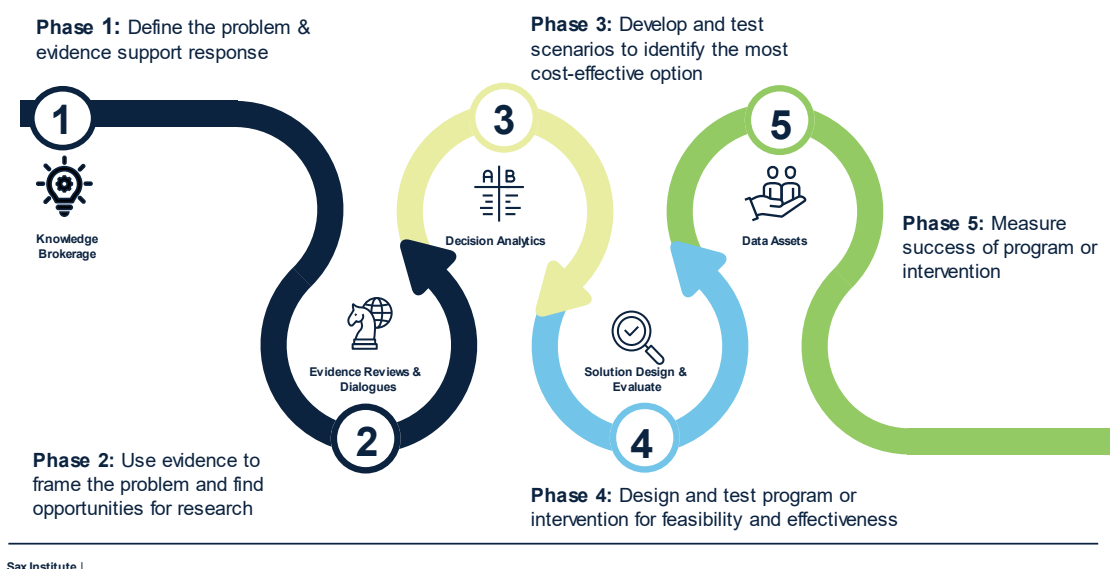 Phase 1: Define the problem &
evidence support response
1
Knowledge
Brokerage
Phase 2: Use evidence to
frame the problem and find
opportunities for research
2
Evidence Reviews &
Dialogues
Phase 3: Develop and test
scenarios to identify the most
cost-effective option
3
A B
Decision Analytics
Solution Design &
Evaluate
4
Phase 4: Design and test program or
intervention for feasibility and effectiveness
5
Data Assets
Phase 5: Measure
success of program or
intervention
Sax Institute |